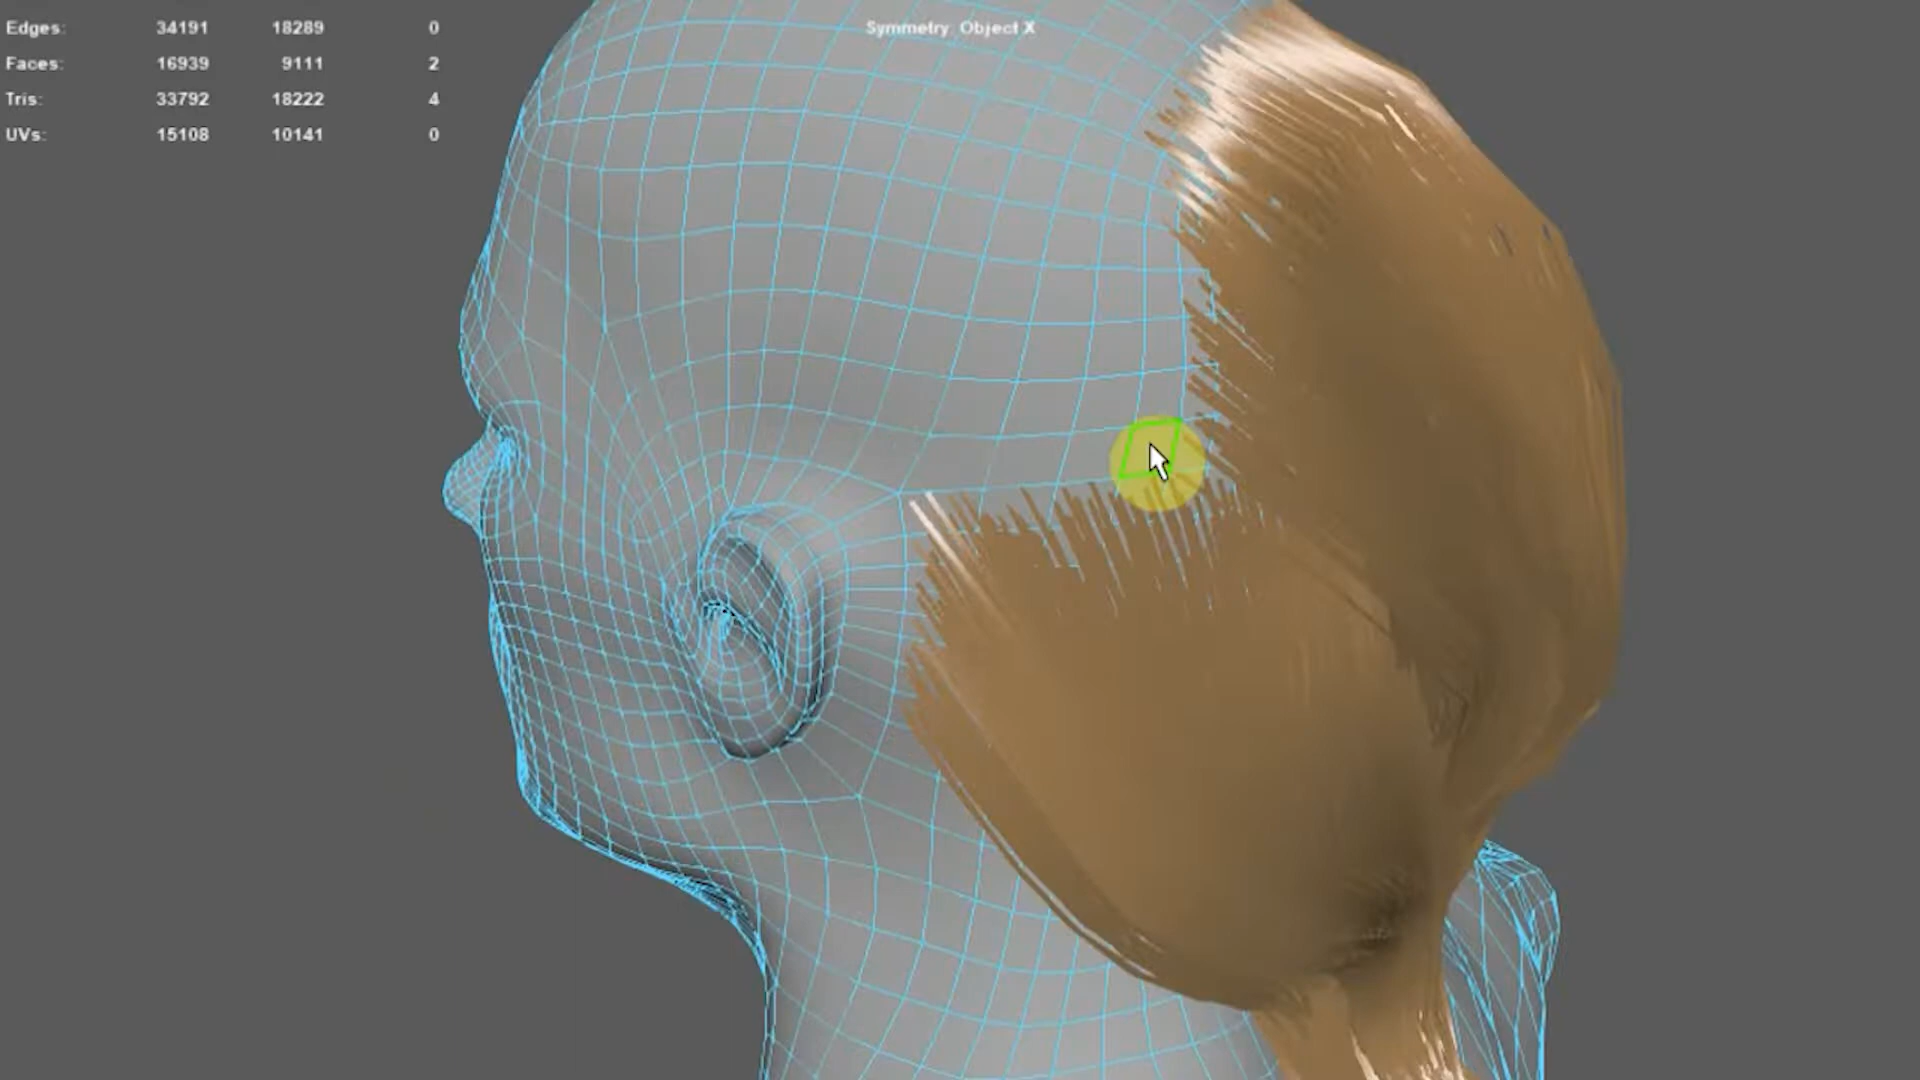 Edges: 34191 18289 0
Symmetry: Object X
Faces: 16939 9111 2
Tris: 33792 18222 4
UVs: 15108 10141 0